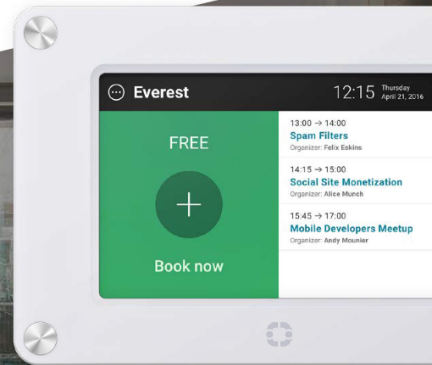 Everest
12:15 Thursday
April 21, 2016
FREE
Book now
13:00 → 14:00
Spam Filters
Organizer: Felix Eskins
14:15 → 15:00
Social Site Monetization
Organizer: Alice Munch
15:45 → 17:00
Mobile Developers Meetup
Organizer: Andy Mounier